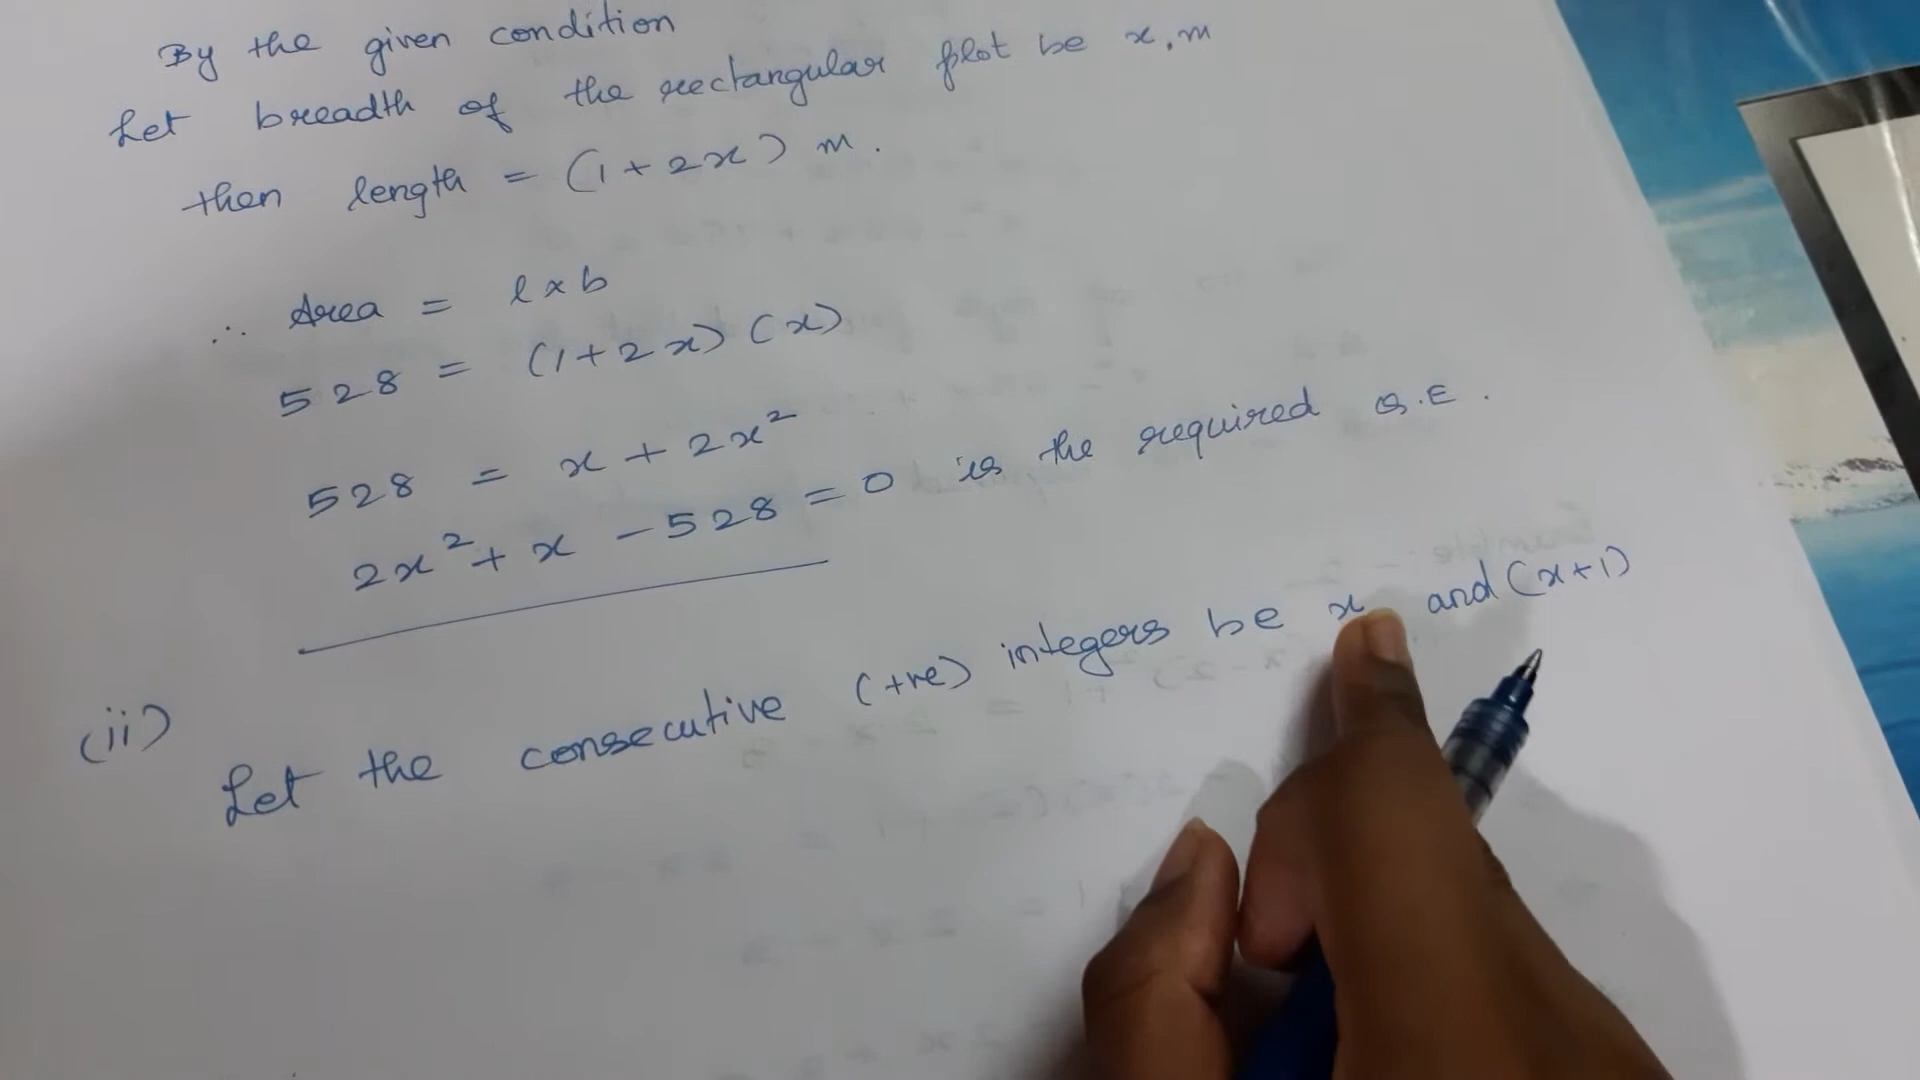 By the given condition
Let breadth of the rectangular plot be x.m
then length = (1 + 2x) m.
∴ Area = l × b
528 = (1+2x) (x)
528 = x + 2x²
2x² + x - 528 = 0 is the required Q.E.
(ii)
Let the consecutive (+ve) integers be x and (x+1)